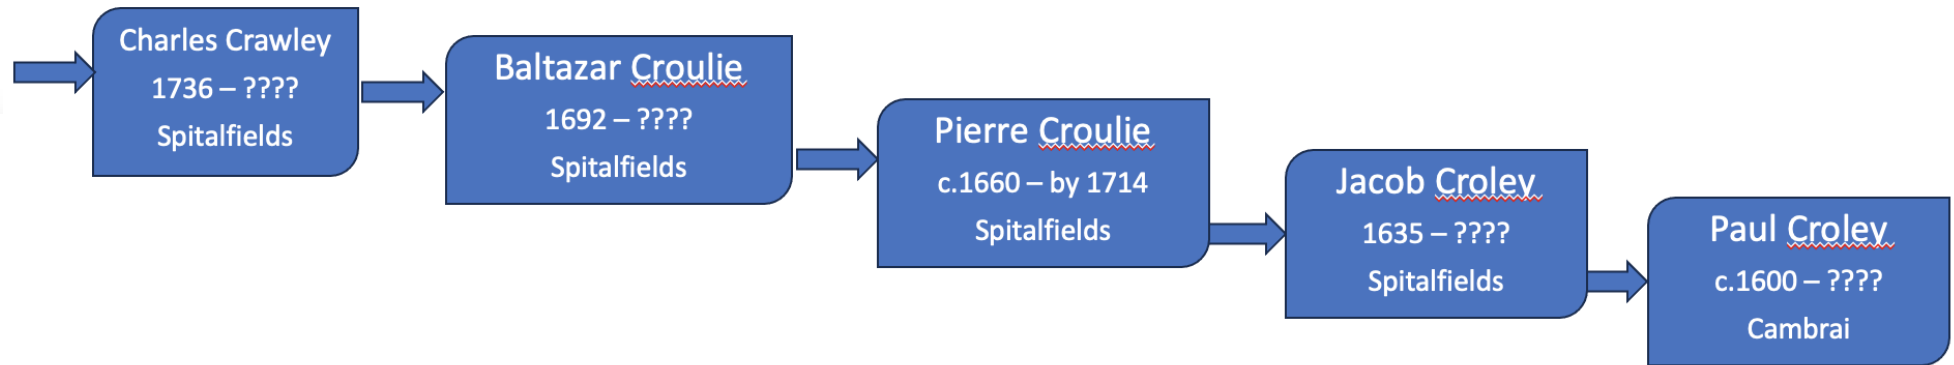 Charles Crawley
1736 – ????
Spitalfields
Baltazar Croulie
1692 – ????
Spitalfields
Pierre Croulie
c.1660 – by 1714
Spitalfields
Jacob Croley
1635 – ????
Spitalfields
Paul Croley
c.1600 – ????
Cambrai